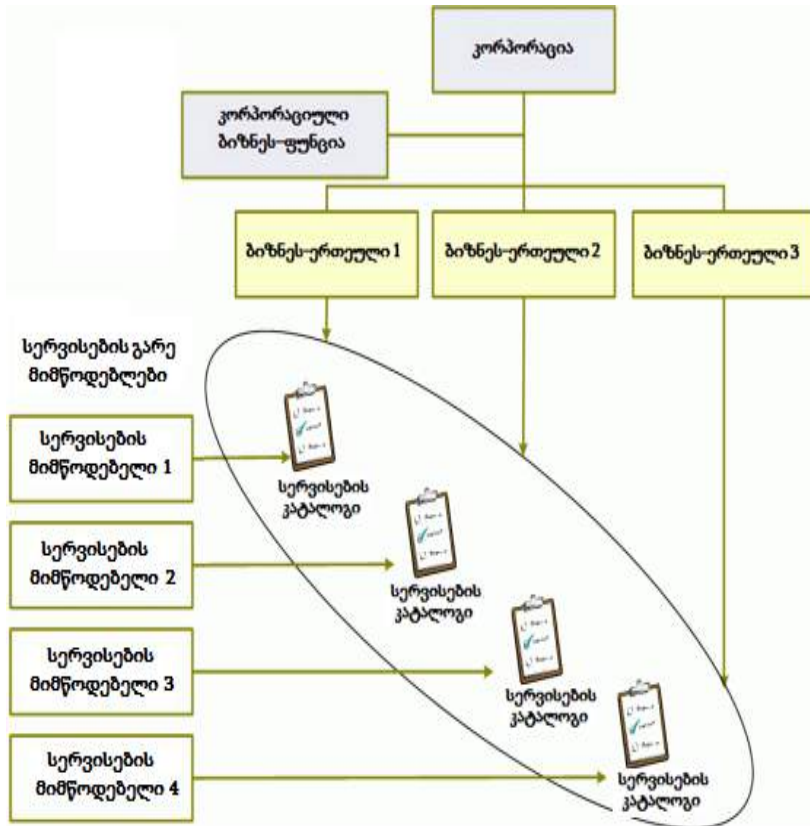 კორპორაცია
კორპორაციული
ბიზნეს-ფუნცია
ბიზნეს-ერთეული 1
ბიზნეს-ერთეული 2
ბიზნეს-ერთეული 3
სერვისების გარე
მიმწოდებლები
სერვისების
მიმწოდებელი 1
სერვისების
კატალოგი
სერვისების
მიმწოდებელი 2
სერვისების
კატალოგი
სერვისების
მიმწოდებელი 3
სერვისების
კატალოგი
სერვისების
მიმწოდებელი 4
სერვისების
კატალოგი